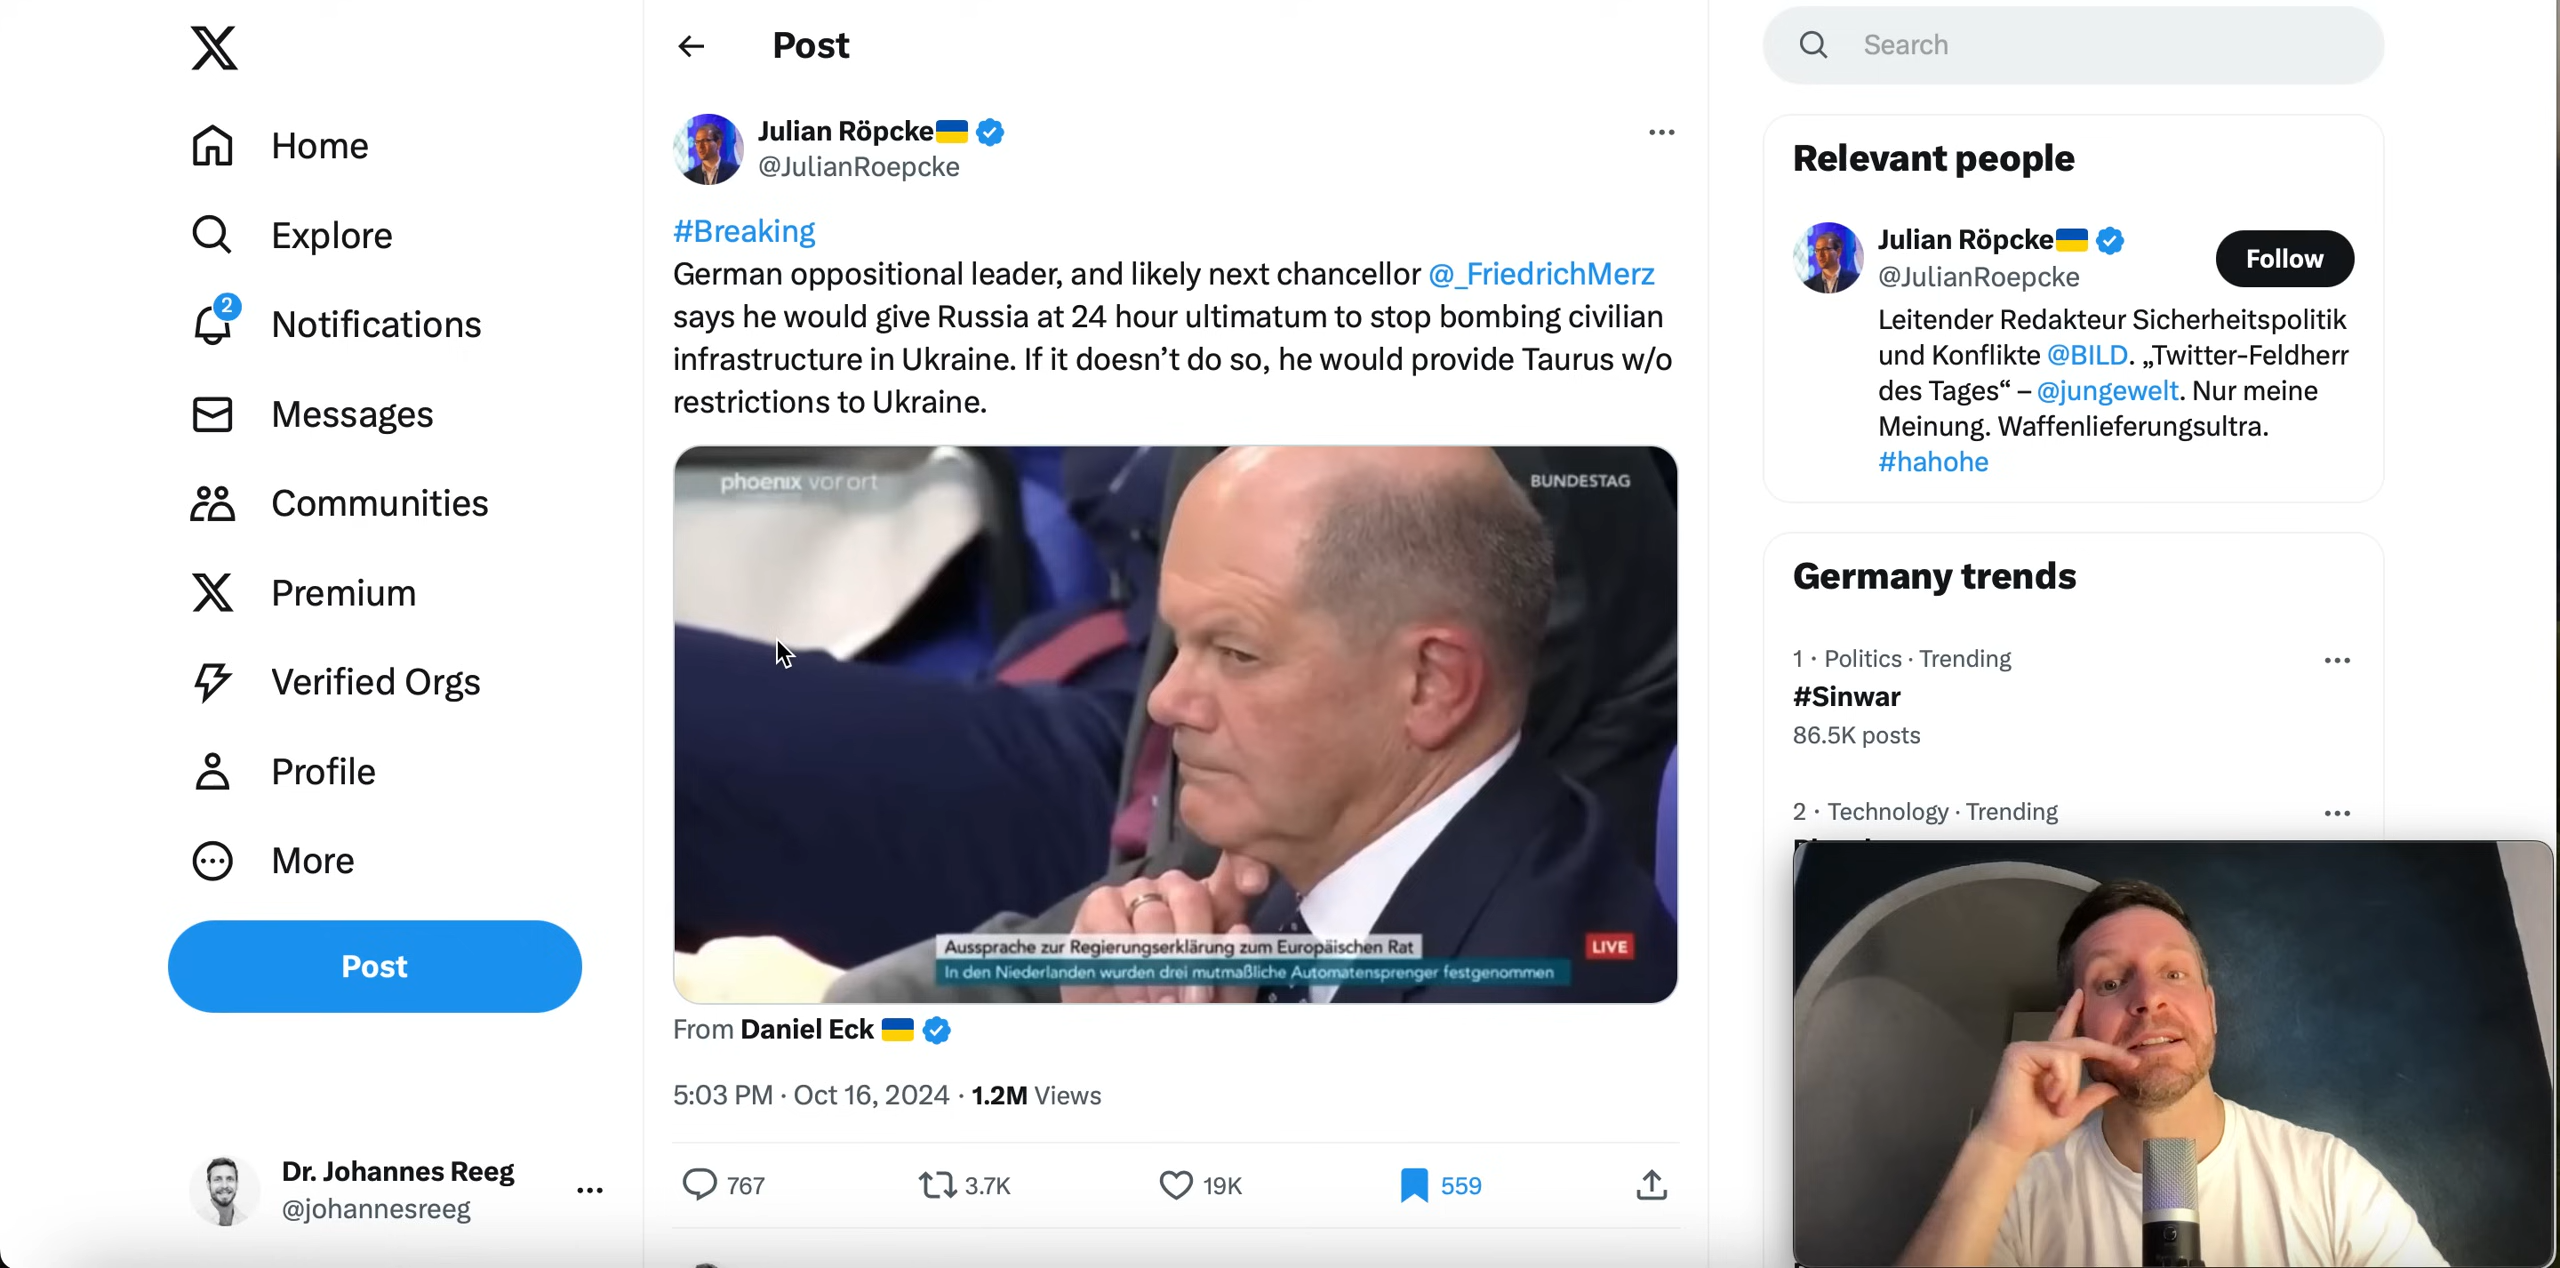 Home
Explore
2
Notifications
Messages
Communities
Premium
Verified Orgs
Profile
More
Post
Dr. Johannes Reeg
@johannesreeg
Post
Julian Röpcke
@JulianRoepcke
#Breaking
German oppositional leader, and likely next chancellor @_FriedrichMerz
says he would give Russia at 24 hour ultimatum to stop bombing civilian
infrastructure in Ukraine. If it doesn’t do so, he would provide Taurus w/o
restrictions to Ukraine.
phoenix vor ort
BUNDESTAG
Aussprache zur Regierungserklärung zum Europäischen Rat
LIVE
In den Niederlanden wurden drei mutmaßliche Automatensprenger festgenommen
From Daniel Eck
5:03 PM · Oct 16, 2024 · 1.2M Views
767
3.7K
19K
559
Search
Relevant people
Julian Röpcke
@JulianRoepcke
Follow
Leitender Redakteur Sicherheitspolitik
und Konflikte @BILD. „Twitter-Feldherr
des Tages“ – @jungewelt. Nur meine
Meinung. Waffenlieferungsultra.
#hahohe
Germany trends
1 · Politics · Trending
#Sinwar
86.5K posts
2 · Technology · Trending